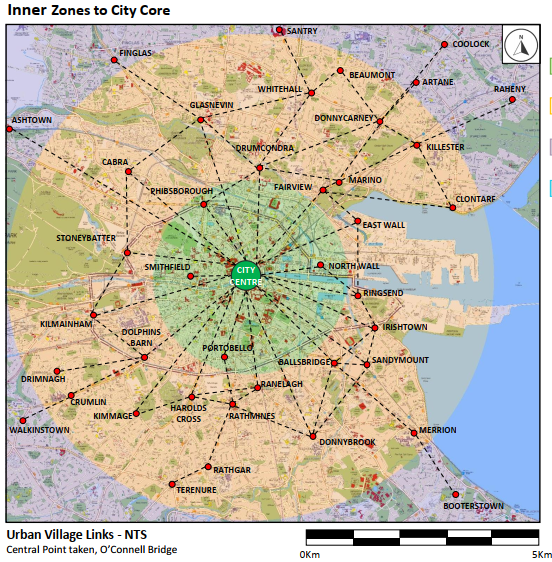 Inner Zones to City Core
SANTRY
N
COOLOCK
FINGLAS
BEAUMONT
ARTANE
WHITEHALL
RAHENY
GLASNEVIN
DONNYCARNEY
ASHTOWN
DRUMCONDRA
KILLESTER
CABRA
MARINO
PHIBSBOROUGH
FAIRVIEW
CLONTARF
EAST WALL
STONEYBATTER
SMITHFIELD
NORTH WALL
CITY
CENTRE
RINGSEND
KILMAINHAM
IRISHTOWN
DOLPHINS
BARN
PORTOBELLO
BALLSBRIDGE
SANDYMOUNT
DRIMNAGH
RANELAGH
CRUMLIN
HAROLDS
CROSS
KIMMAGE
RATHMINES
WALKINSTOWN
MERRION
DONNYBROOK
RATHGAR
TERENURE
BOOTERSTOWN
Urban Village Links - NTS
Central Point taken, O'Connell Bridge
0Km
5Km